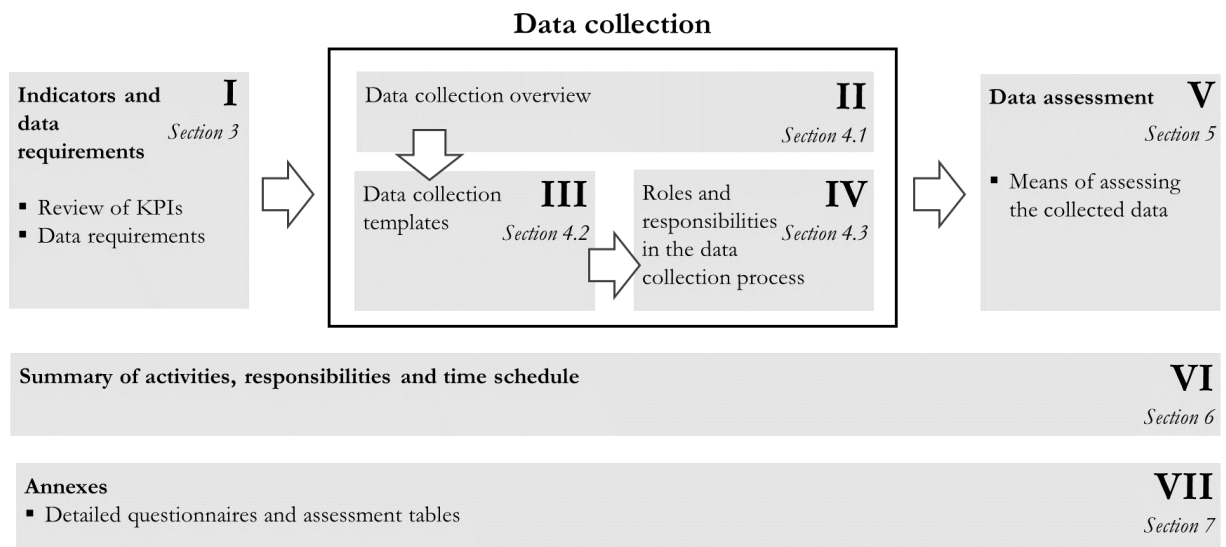 Data collection
Indicators and
data
requirements
I
Section 3
▪ Review of KPIs
▪ Data requirements
Data collection overview
II
Section 4.1
Data collection
templates
III
Section 4.2
Roles and
responsibilities
in the data
collection process
IV
Section 4.3
Data assessment
V
Section 5
▪ Means of assessing
the collected data
Summary of activities, responsibilities and time schedule
VI
Section 6
Annexes
▪ Detailed questionnaires and assessment tables
VII
Section 7